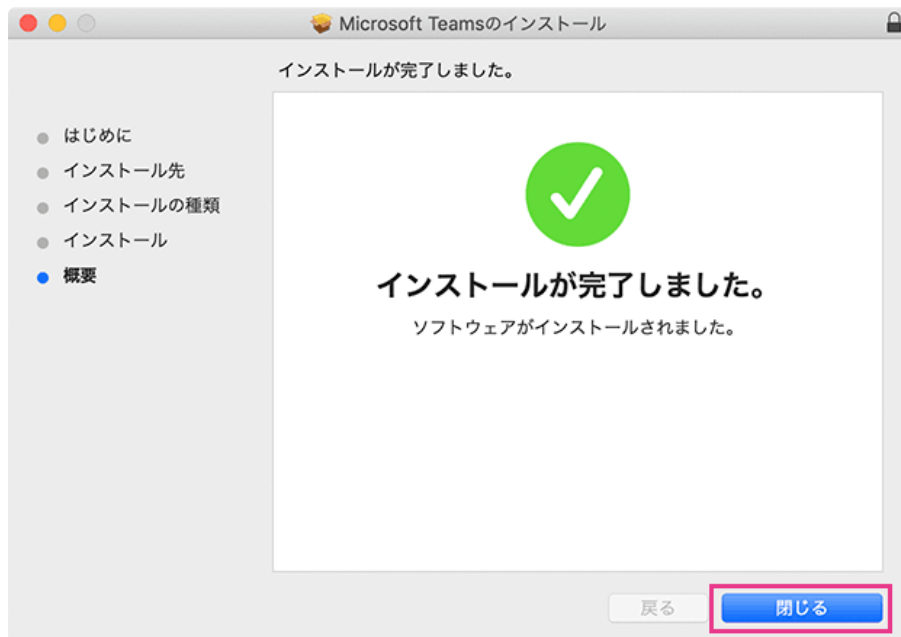 Microsoft Teamsのインストール
インストールが完了しました。
はじめに
インストール先
インストールの種類
インストール
概要
インストールが完了しました。
ソフトウェアがインストールされました。
戻る
閉じる